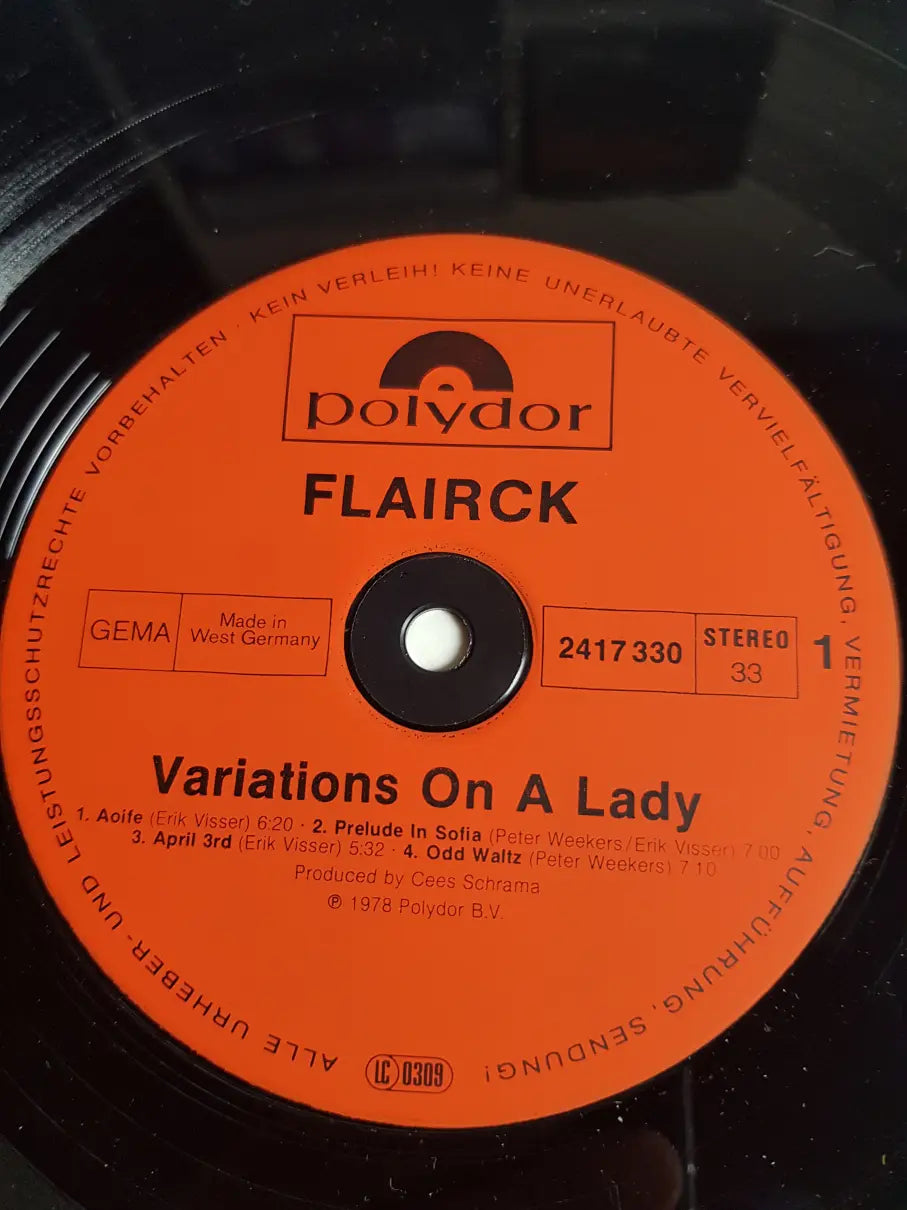 ALLE URHEBER- UND LEISTUNGSSCHUTZRECHTE VORBEHALTEN · KEIN VERLEIH! KEINE UNERLAUBTE VERVIELFÄLTIGUNG, VERMIETUNG, AUFFÜHRUNG, SENDUNG!
polydor
FLAIRCK
GEMA
Made in
West Germany
2417 330
STEREO
33
1
Variations On A Lady
1. Aoife (Erik Visser) 6:20 · 2. Prelude In Sofia (Peter Weekers/Erik Visser) 7 00
3. April 3rd (Erik Visser) 5:32 · 4. Odd Waltz (Peter Weekers) 7 10
Produced by Cees Schrama
℗ 1978 Polydor B.V.
LC 0309